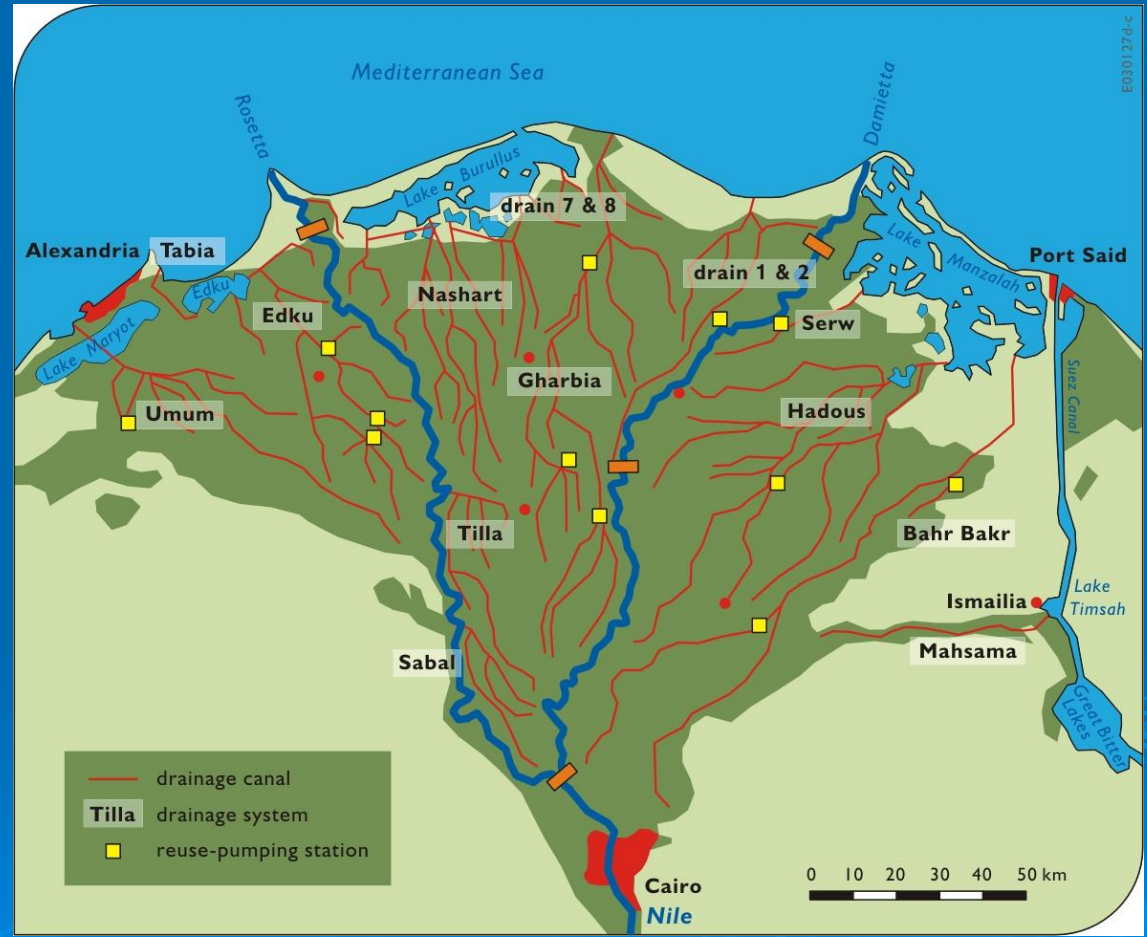 E030127d-c
Mediterranean Sea
Rosetta
Damietta
Lake Burullus
drain 7 & 8
Alexandria
Tabia
Edku
Lake Maryot
Edku
Nashart
drain 1 & 2
Lake Manzalah
Port Said
Serw
Suez Canal
Gharbia
Umum
Hadous
Tilla
Bahr Bakr
Ismailia
Lake
Timsah
Sabal
Mahsama
Great Bitter
Lakes
drainage canal
Tilla drainage system
reuse-pumping station
Cairo
Nile
0 10 20 30 40 50 km